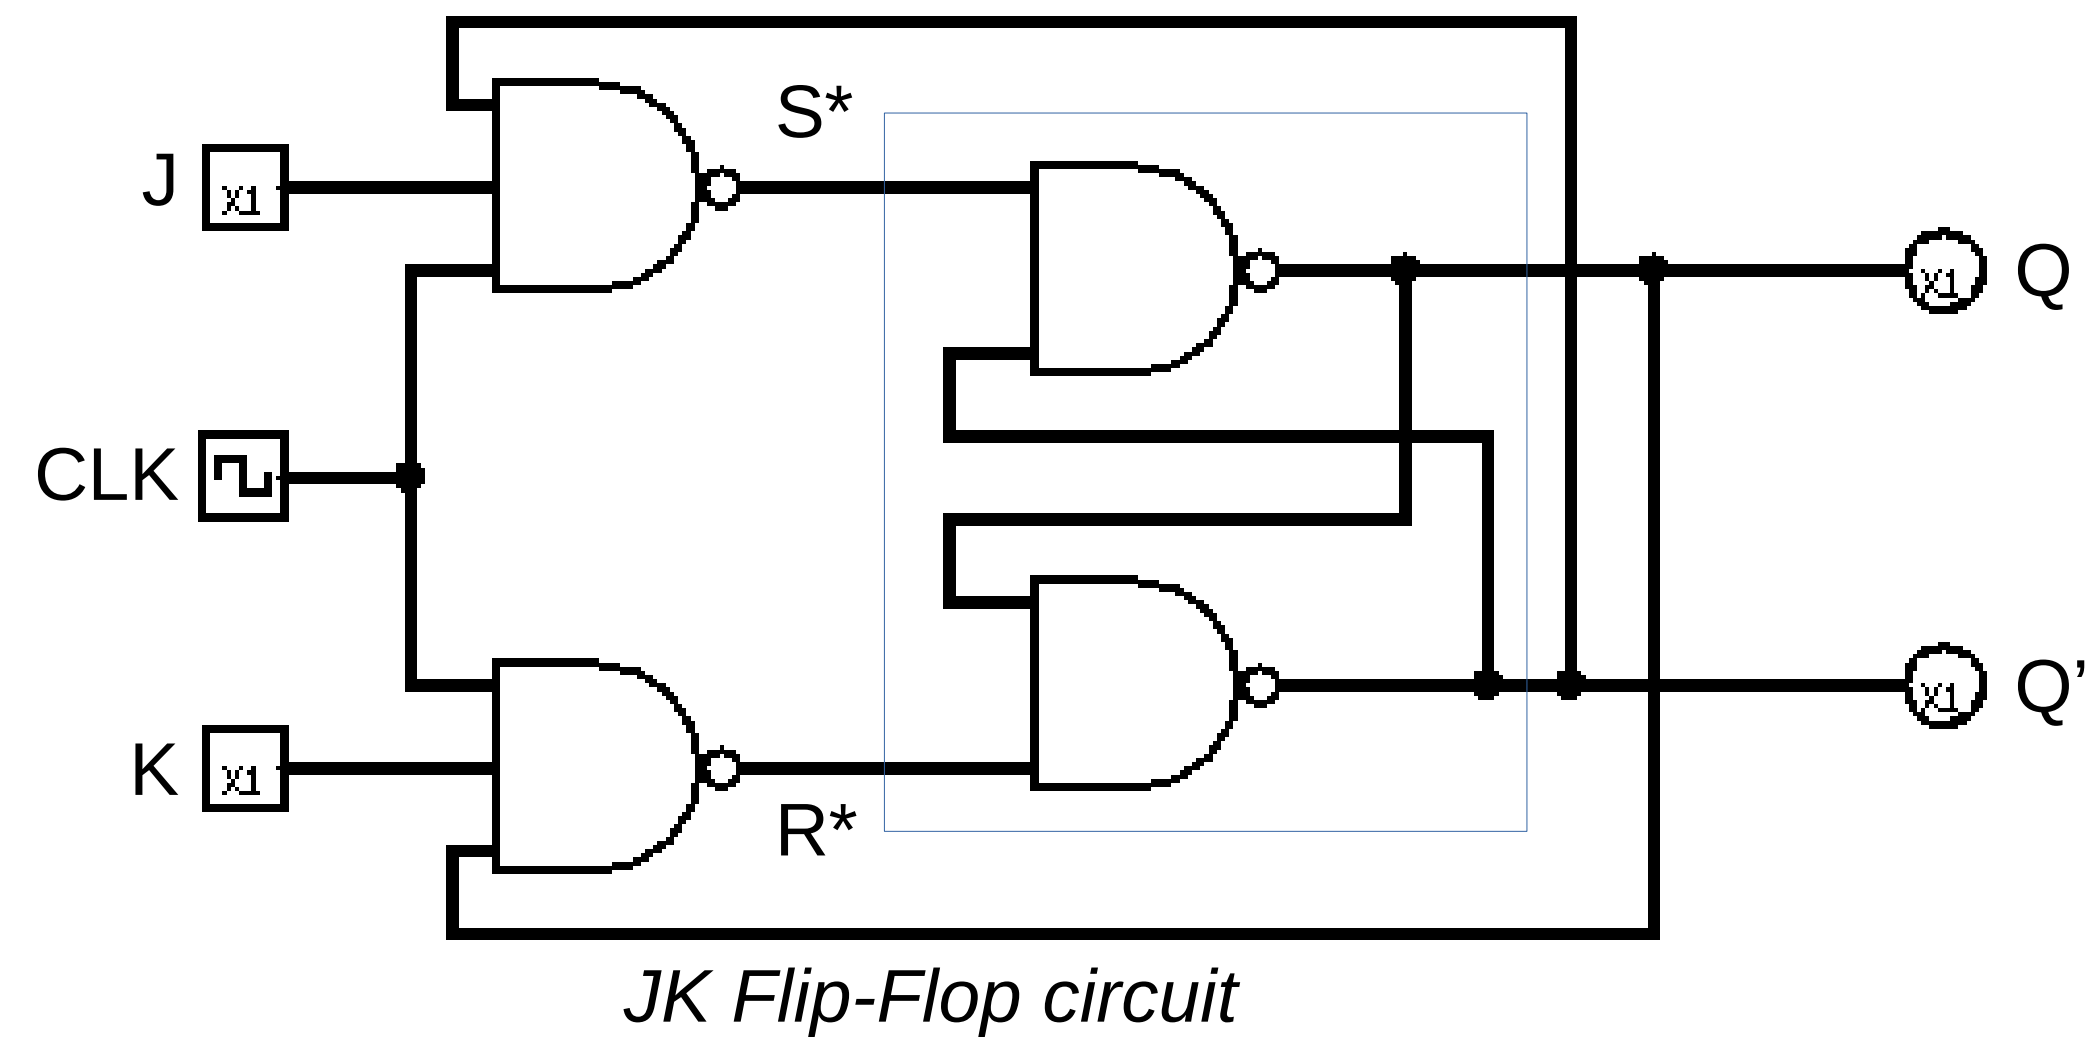 S*
J
x1
Q
x1
CLK
Q’
x1
K
x1
R*
JK Flip-Flop circuit